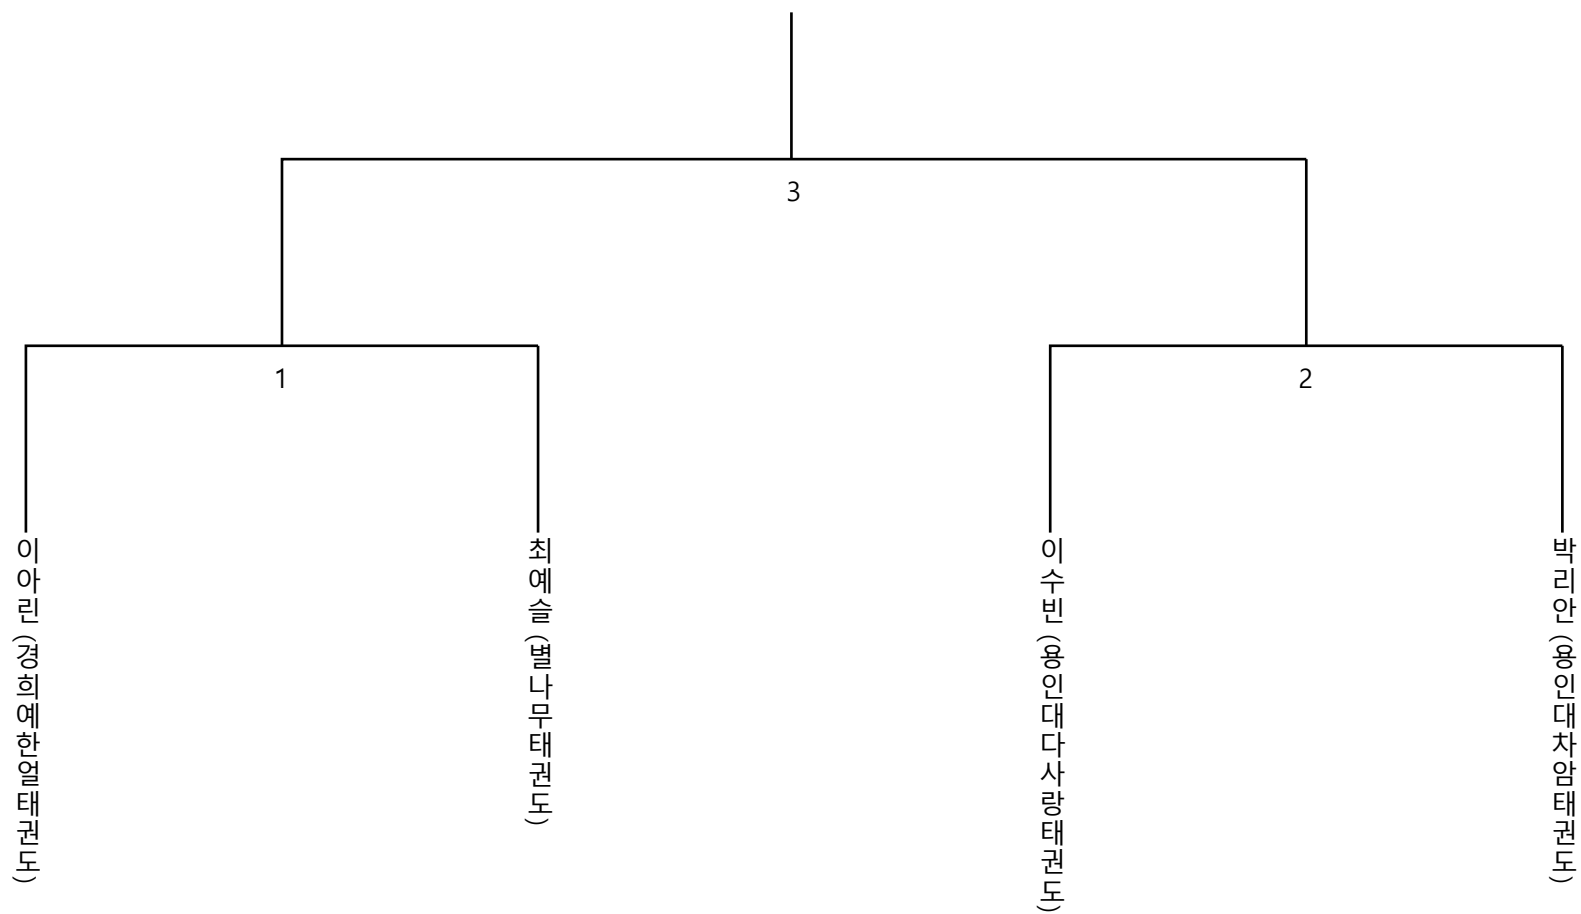 3
1
2
이아린 (경희예한얼태권도)
최예슬 (별나무태권도)
이수빈 (용인대다사랑태권도)
박리안 (용인대차암태권도)